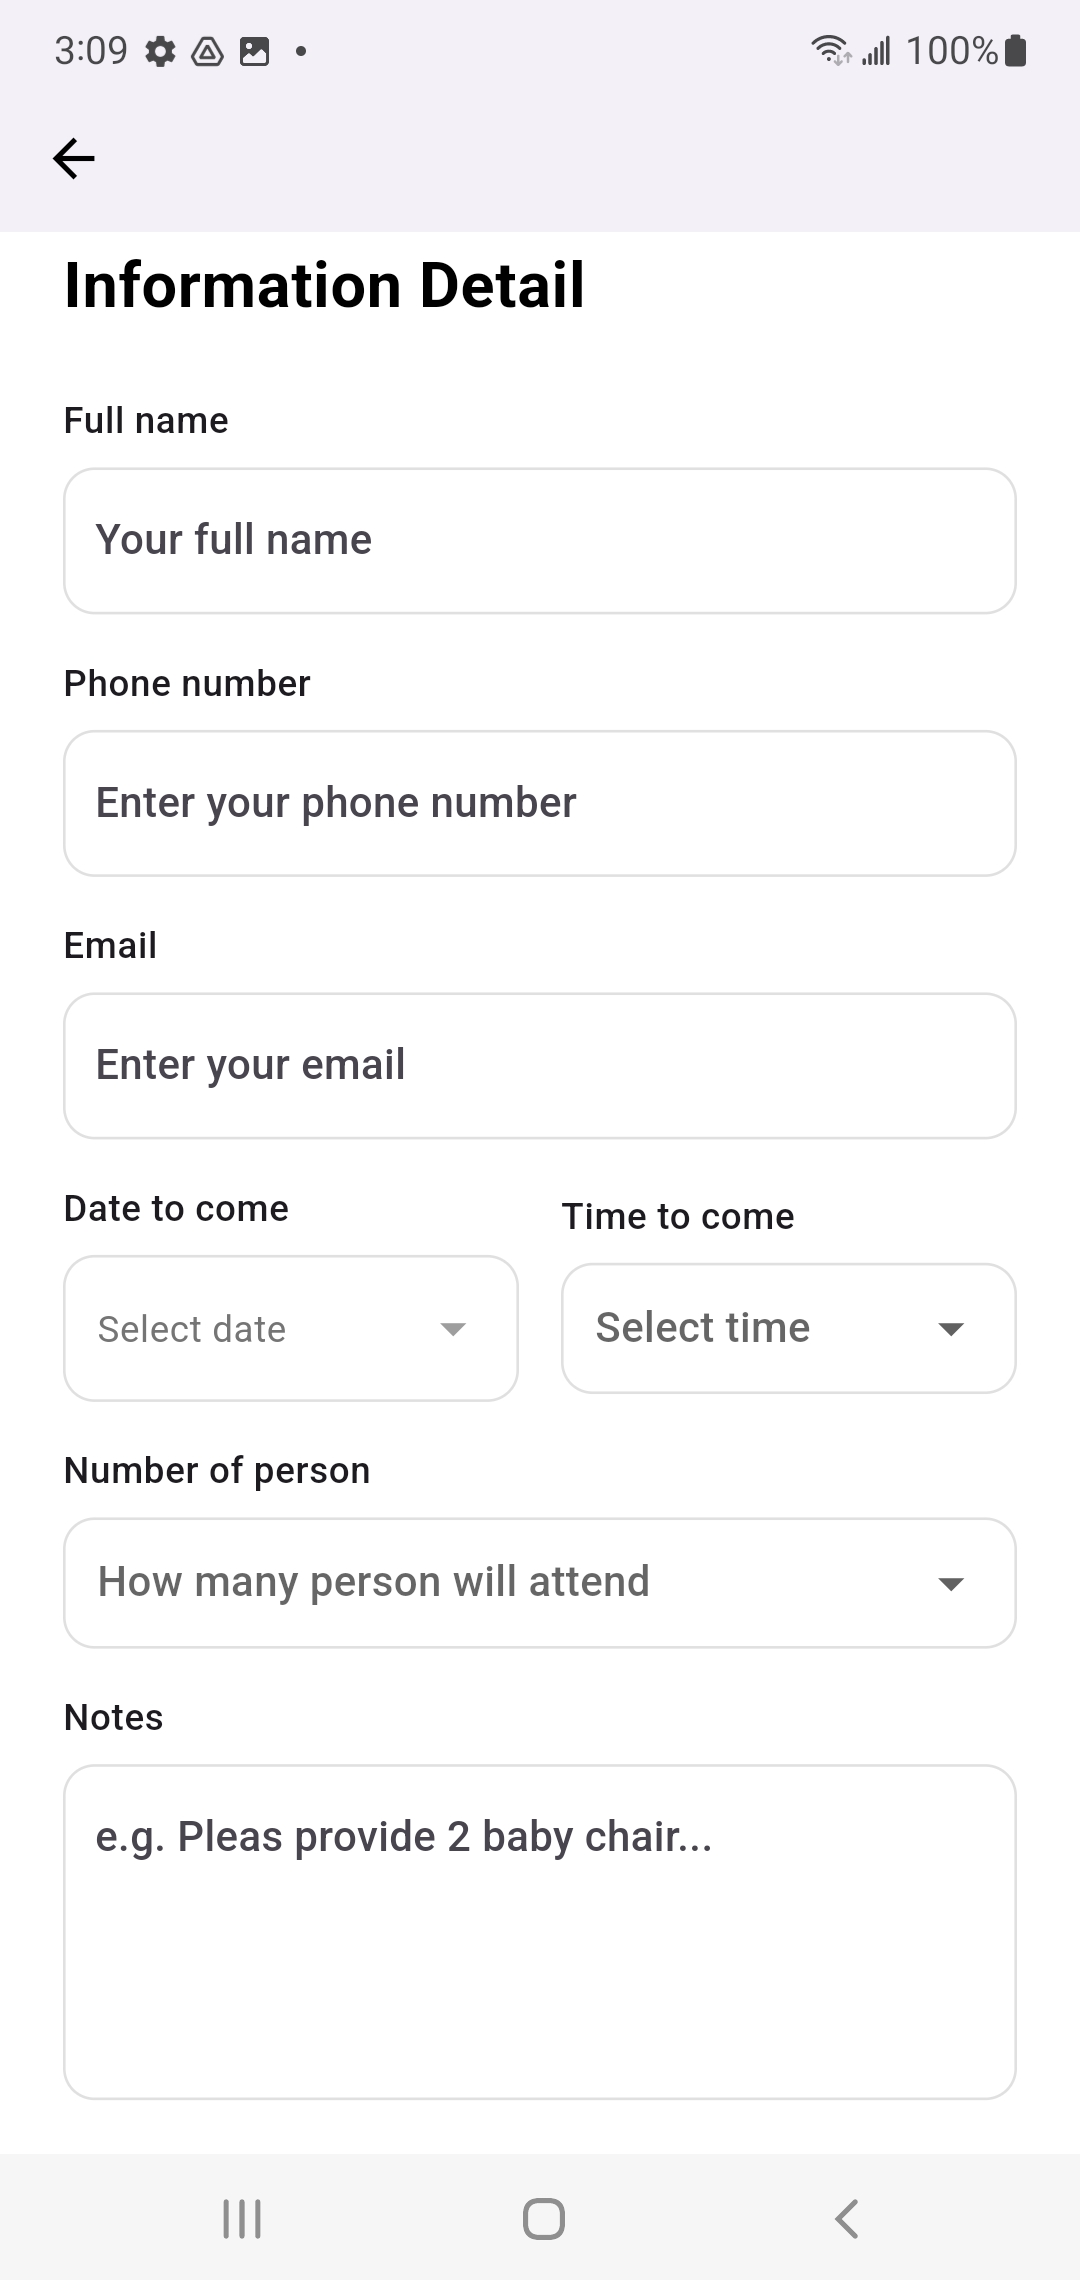 3:09
100%
Information Detail
Full name
Your full name
Phone number
Enter your phone number
Email
Enter your email
Date to come
Time to come
Select date
Select time
Number of person
How many person will attend
Notes
e.g. Pleas provide 2 baby chair...